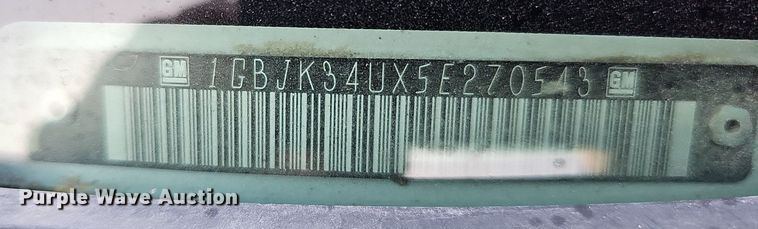 GM 1GBJK34UX5E270543 GM
Purple Wave Auction